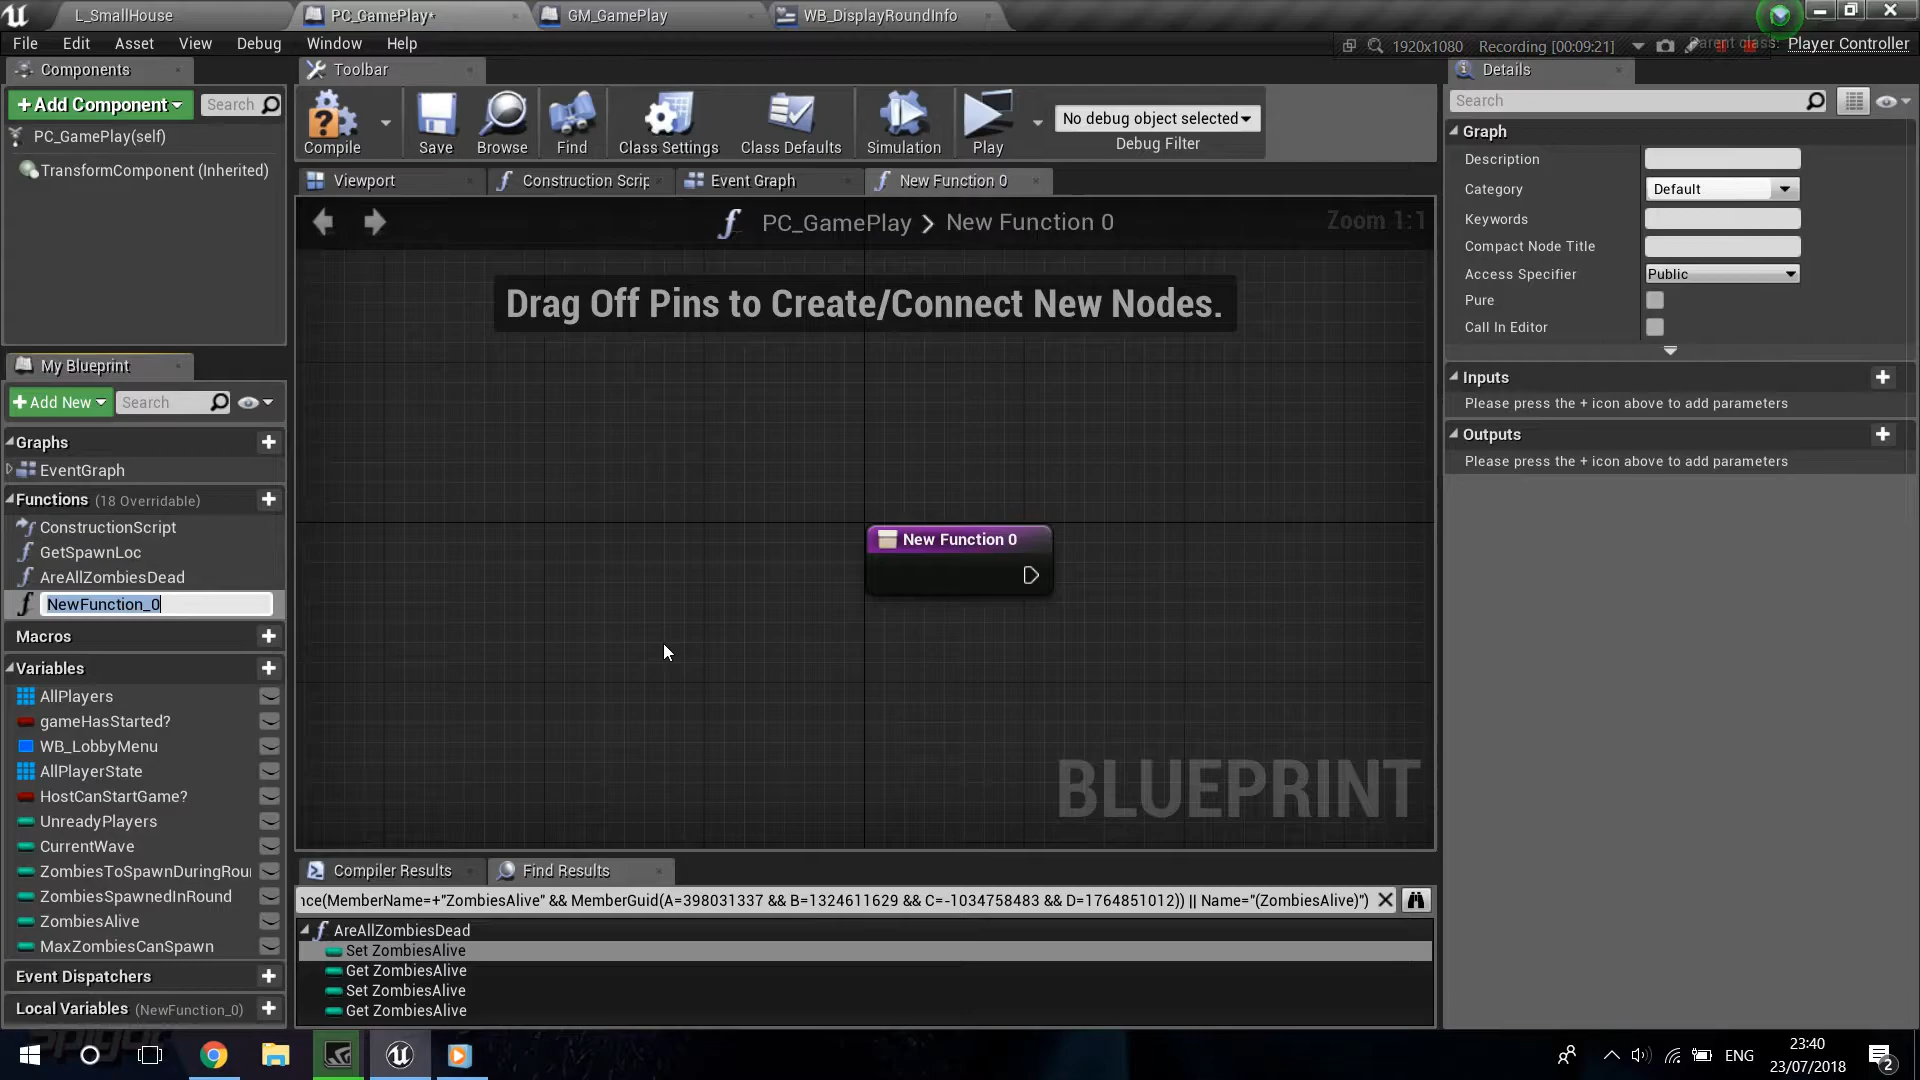 L_SmallHouse
PC_GamePlay*
GM_GamePlay
WB_DisplayRoundInfo
File Edit Asset View Debug Window Help
1920x1080 Recording [00:09:21]
Parent class: Player Controller
Components
Add Component
Search
PC_GamePlay(self)
TransformComponent (Inherited)
Toolbar
Compile Save Browse Find Class Settings Class Defaults Simulation Play
No debug object selected
Debug Filter
Viewport
Construction Scrip
Event Graph
New Function 0
PC_GamePlay > New Function 0
Zoom 1:1
Drag Off Pins to Create/Connect New Nodes.
New Function 0
BLUEPRINT
My Blueprint
Add New
Search
Graphs
EventGraph
Functions (18 Overridable)
ConstructionScript
GetSpawnLoc
AreAllZombiesDead
NewFunction_0
Macros
Variables
AllPlayers
gameHasStarted?
WB_LobbyMenu
AllPlayerState
HostCanStartGame?
UnreadyPlayers
CurrentWave
ZombiesToSpawnDuringRou
ZombiesSpawnedInRound
ZombiesAlive
MaxZombiesCanSpawn
Event Dispatchers
Local Variables (NewFunction_0)
Compiler Results
Find Results
nce(MemberName=+"ZombiesAlive" && MemberGuid(A=398031337 && B=1324611629 && C=-1034758483 && D=1764851012)) || Name="(ZombiesAlive)")
AreAllZombiesDead
Set ZombiesAlive
Get ZombiesAlive
Set ZombiesAlive
Get ZombiesAlive
Details
Search
Graph
Description
Category Default
Keywords
Compact Node Title
Access Specifier Public
Pure
Call In Editor
Inputs
Please press the + icon above to add parameters
Outputs
Please press the + icon above to add parameters
ENG
23:40
23/07/2018
2